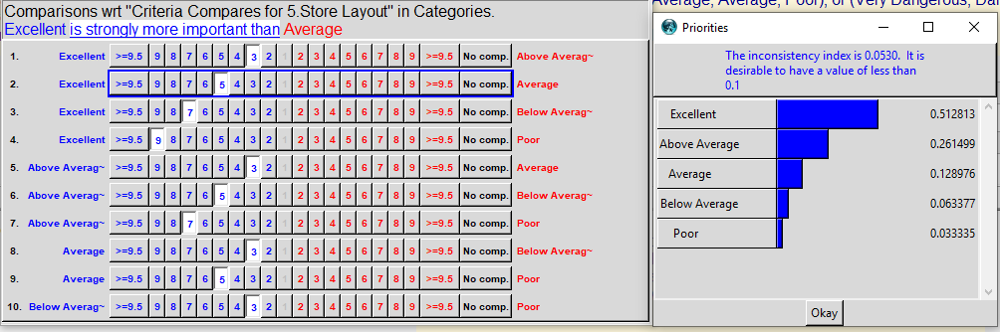 Average, Average, Poor), or (Very Dangerous, Dan
Comparisons wrt "Criteria Compares for 5.Store Layout" in Categories.
Excellent is strongly more important than Average
1. Excellent >=9.5 9 8 7 6 5 4 3 2 1 2 3 4 5 6 7 8 9 >=9.5 No comp. Above Averag~
2. Excellent >=9.5 9 8 7 6 5 4 3 2 1 2 3 4 5 6 7 8 9 >=9.5 No comp. Average
3. Excellent >=9.5 9 8 7 6 5 4 3 2 1 2 3 4 5 6 7 8 9 >=9.5 No comp. Below Averag~
4. Excellent >=9.5 9 8 7 6 5 4 3 2 1 2 3 4 5 6 7 8 9 >=9.5 No comp. Poor
5. Above Averag~ >=9.5 9 8 7 6 5 4 3 2 1 2 3 4 5 6 7 8 9 >=9.5 No comp. Average
6. Above Averag~ >=9.5 9 8 7 6 5 4 3 2 1 2 3 4 5 6 7 8 9 >=9.5 No comp. Below Averag~
7. Above Averag~ >=9.5 9 8 7 6 5 4 3 2 1 2 3 4 5 6 7 8 9 >=9.5 No comp. Poor
8. Average >=9.5 9 8 7 6 5 4 3 2 1 2 3 4 5 6 7 8 9 >=9.5 No comp. Below Averag~
9. Average >=9.5 9 8 7 6 5 4 3 2 1 2 3 4 5 6 7 8 9 >=9.5 No comp. Poor
10. Below Averag~ >=9.5 9 8 7 6 5 4 3 2 1 2 3 4 5 6 7 8 9 >=9.5 No comp. Poor
Priorities
The inconsistency index is 0.0530. It is
desirable to have a value of less than
0.1
Excellent 0.512813
Above Average 0.261499
Average 0.128976
Below Average 0.063377
Poor 0.033335
Okay